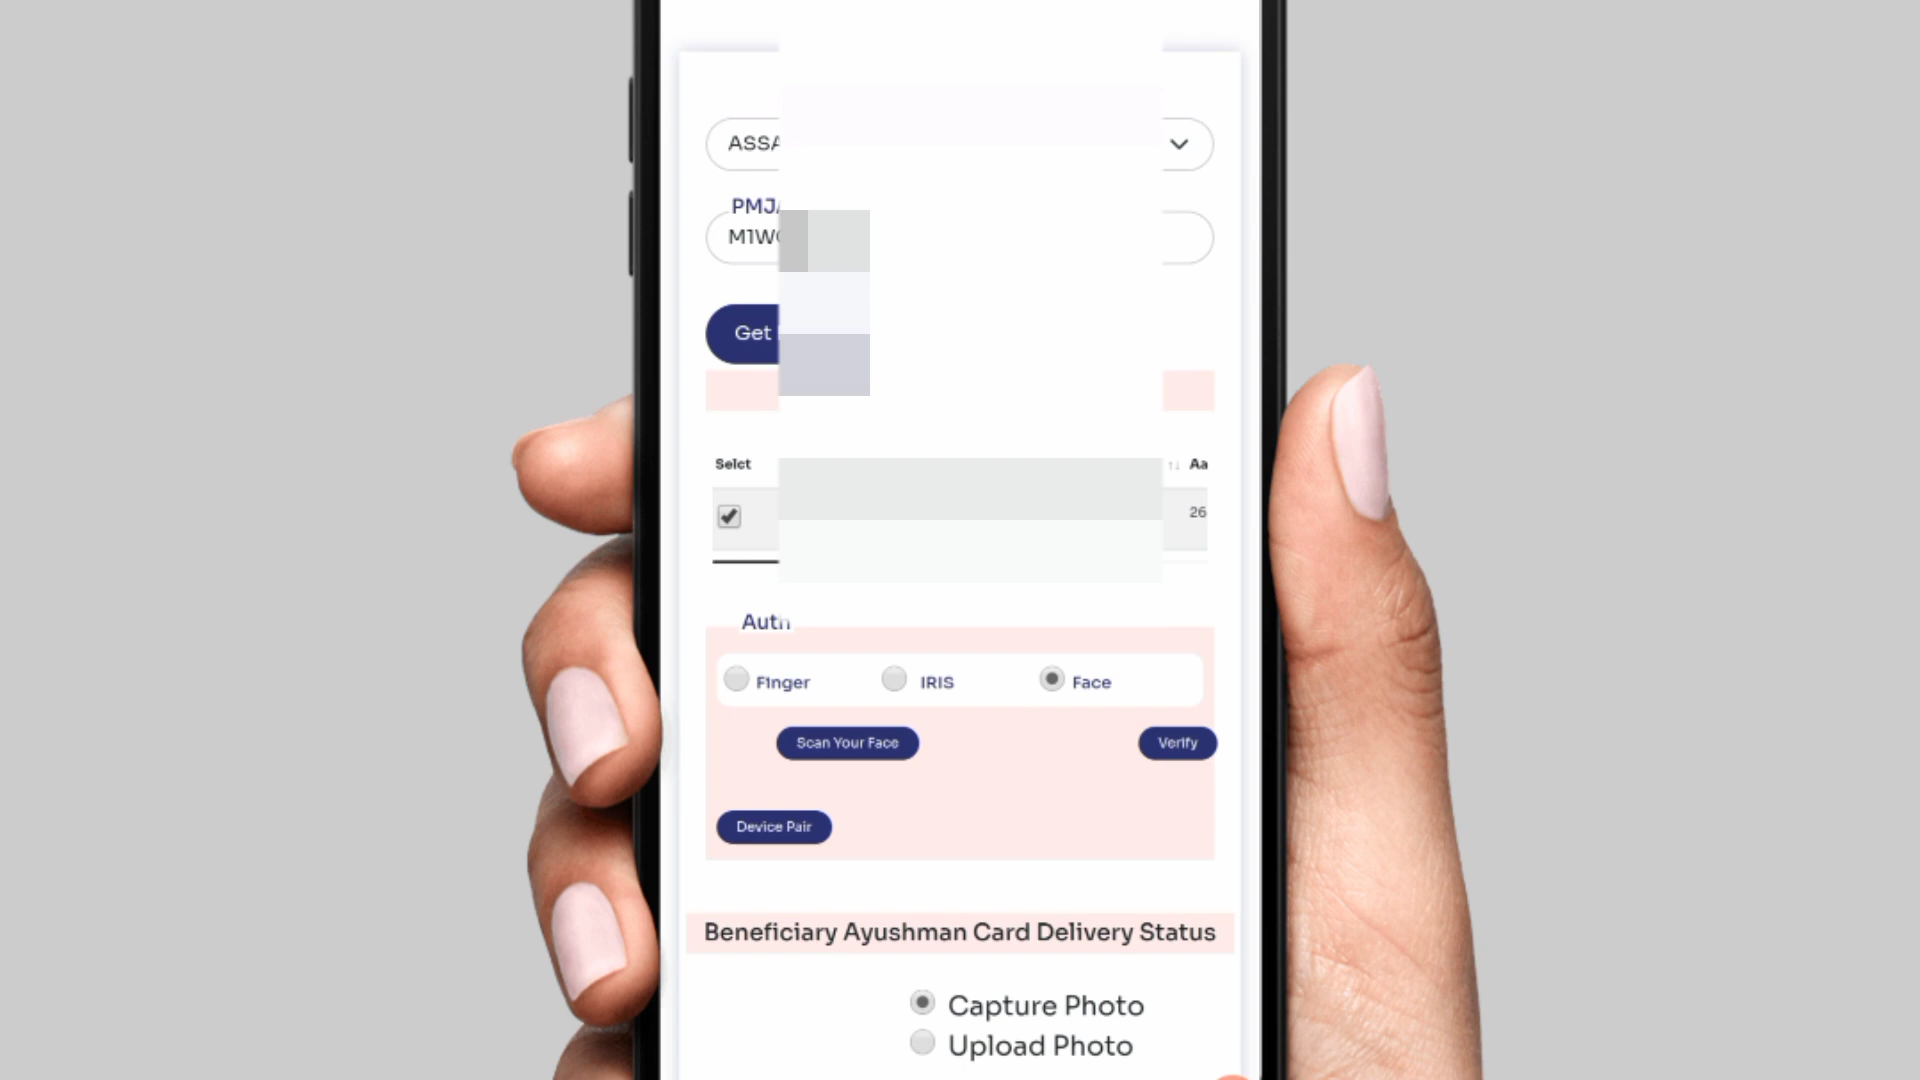 ASSA
PMJA
M1W
Get
Selct ↑↓ Aa
26
Auth
Finger IRIS Face
Scan Your Face Verify
Device Pair
Beneficiary Ayushman Card Delivery Status
Capture Photo
Upload Photo